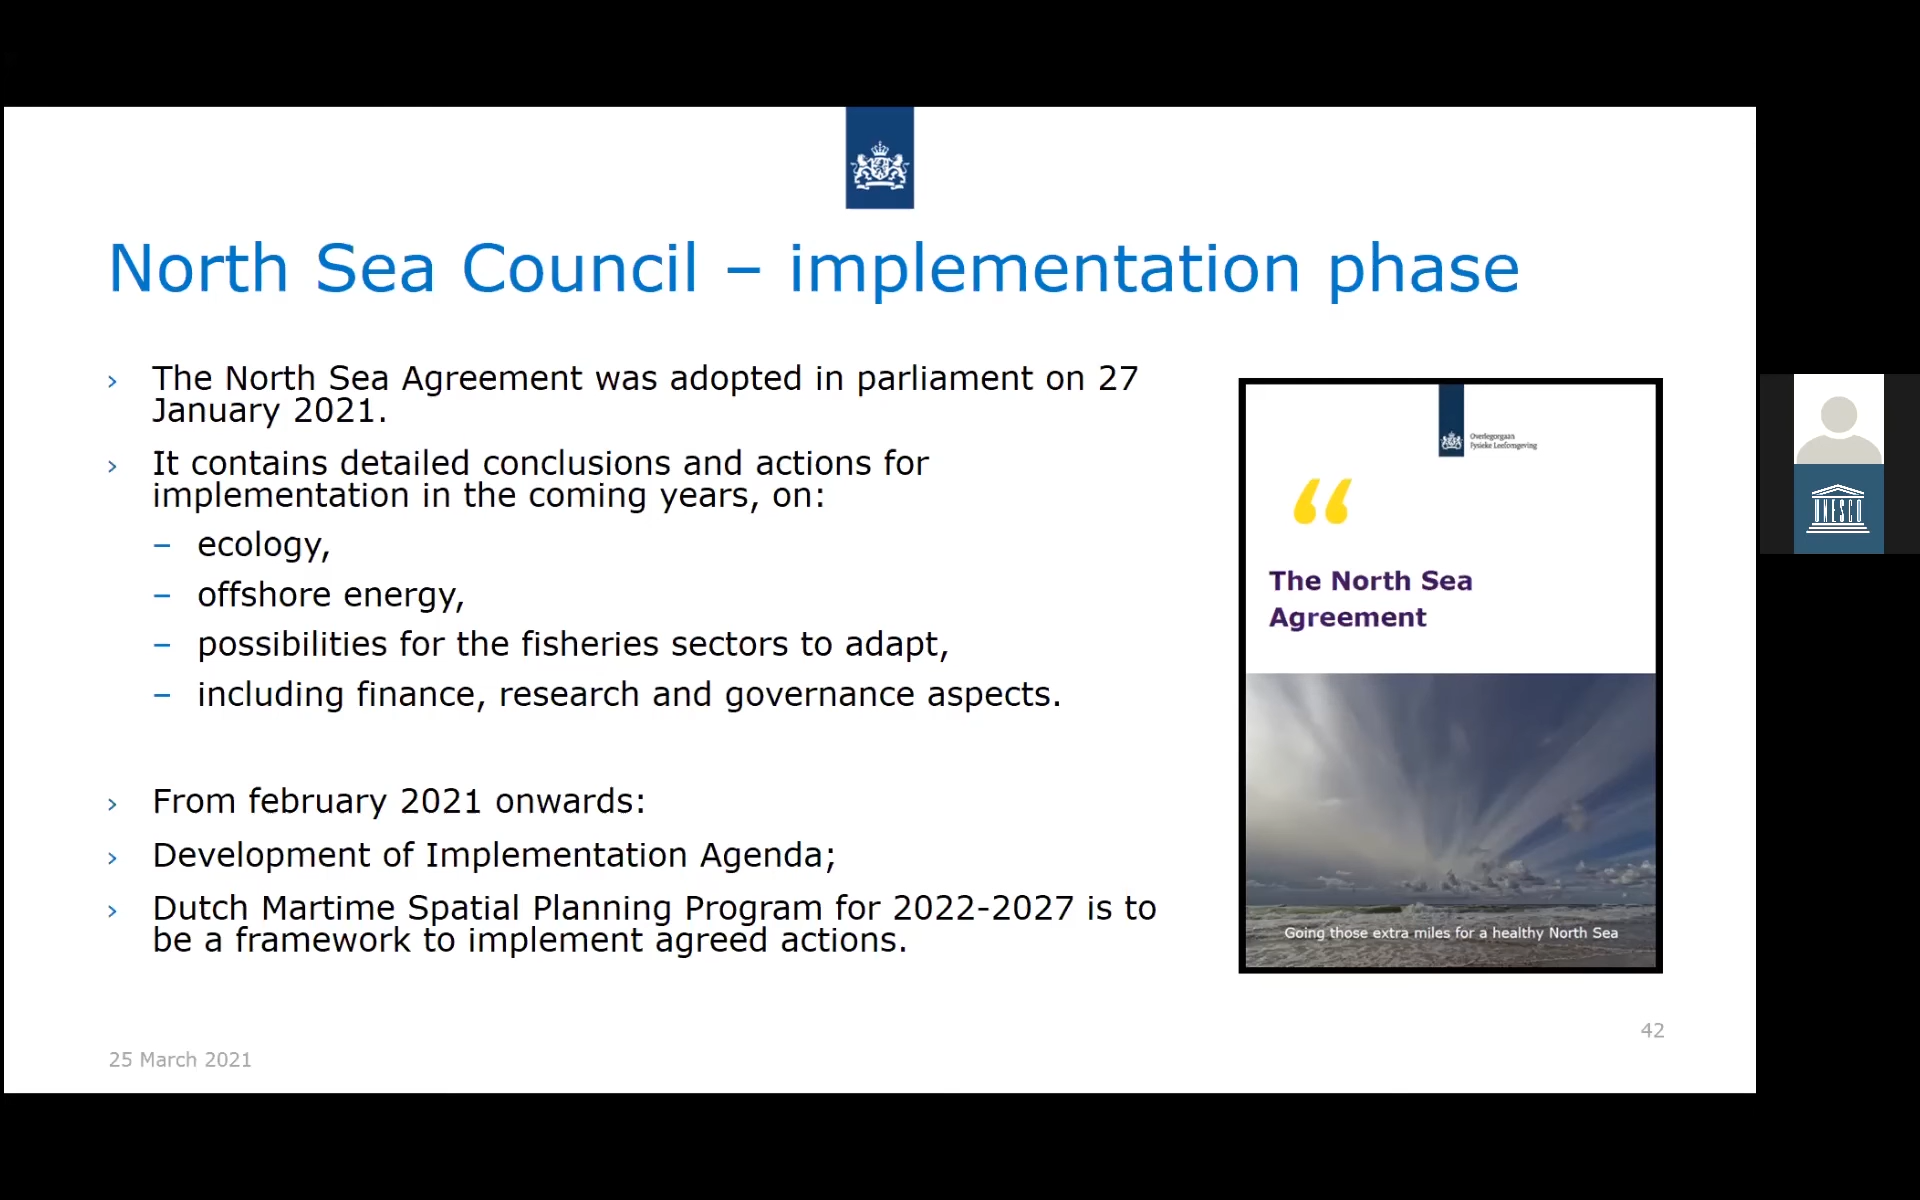 North Sea Council – implementation phase
› The North Sea Agreement was adopted in parliament on 27
January 2021.
› It contains detailed conclusions and actions for
implementation in the coming years, on:
– ecology,
– offshore energy,
– possibilities for the fisheries sectors to adapt,
– including finance, research and governance aspects.
› From february 2021 onwards:
› Development of Implementation Agenda;
› Dutch Martime Spatial Planning Program for 2022-2027 is to
be a framework to implement agreed actions.
Overlegorgaan
Fysieke Leefomgeving
“
The North Sea
Agreement
Going those extra miles for a healthy North Sea
UNESCO
42
25 March 2021